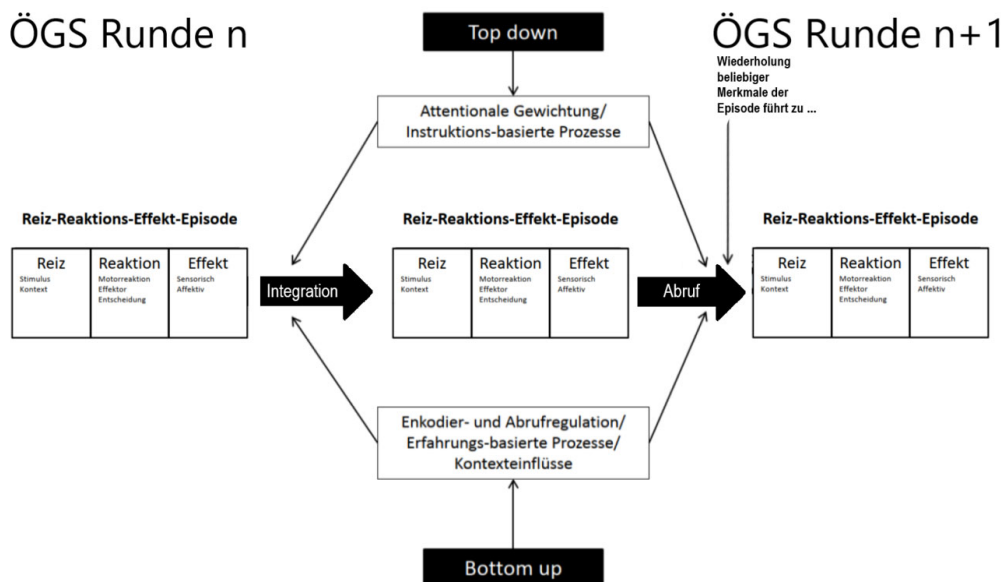 ÖGS Runde n
Top down
ÖGS Runde n+1
Wiederholung
beliebiger
Merkmale der
Episode führt zu ...
Attentionale Gewichtung/
Instruktions-basierte Prozesse
Reiz-Reaktions-Effekt-Episode
Reiz
Stimulus
Kontext
Reaktion
Motorreaktion
Effektor
Entscheidung
Effekt
Sensorisch
Affektiv
Integration
Reiz-Reaktions-Effekt-Episode
Reiz
Stimulus
Kontext
Reaktion
Motorreaktion
Effektor
Entscheidung
Effekt
Sensorisch
Affektiv
Abruf
Reiz-Reaktions-Effekt-Episode
Reiz
Stimulus
Kontext
Reaktion
Motorreaktion
Effektor
Entscheidung
Effekt
Sensorisch
Affektiv
Enkodier- und Abrufregulation/
Erfahrungs-basierte Prozesse/
Kontexteinflüsse
Bottom up